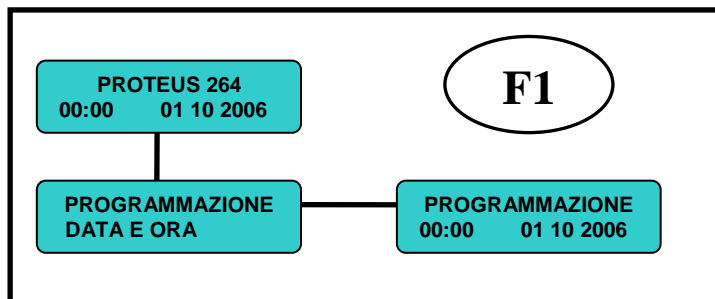 PROTEUS 264
00:00 01 10 2006
F1
PROGRAMMAZIONE
DATA E ORA
PROGRAMMAZIONE
00:00 01 10 2006